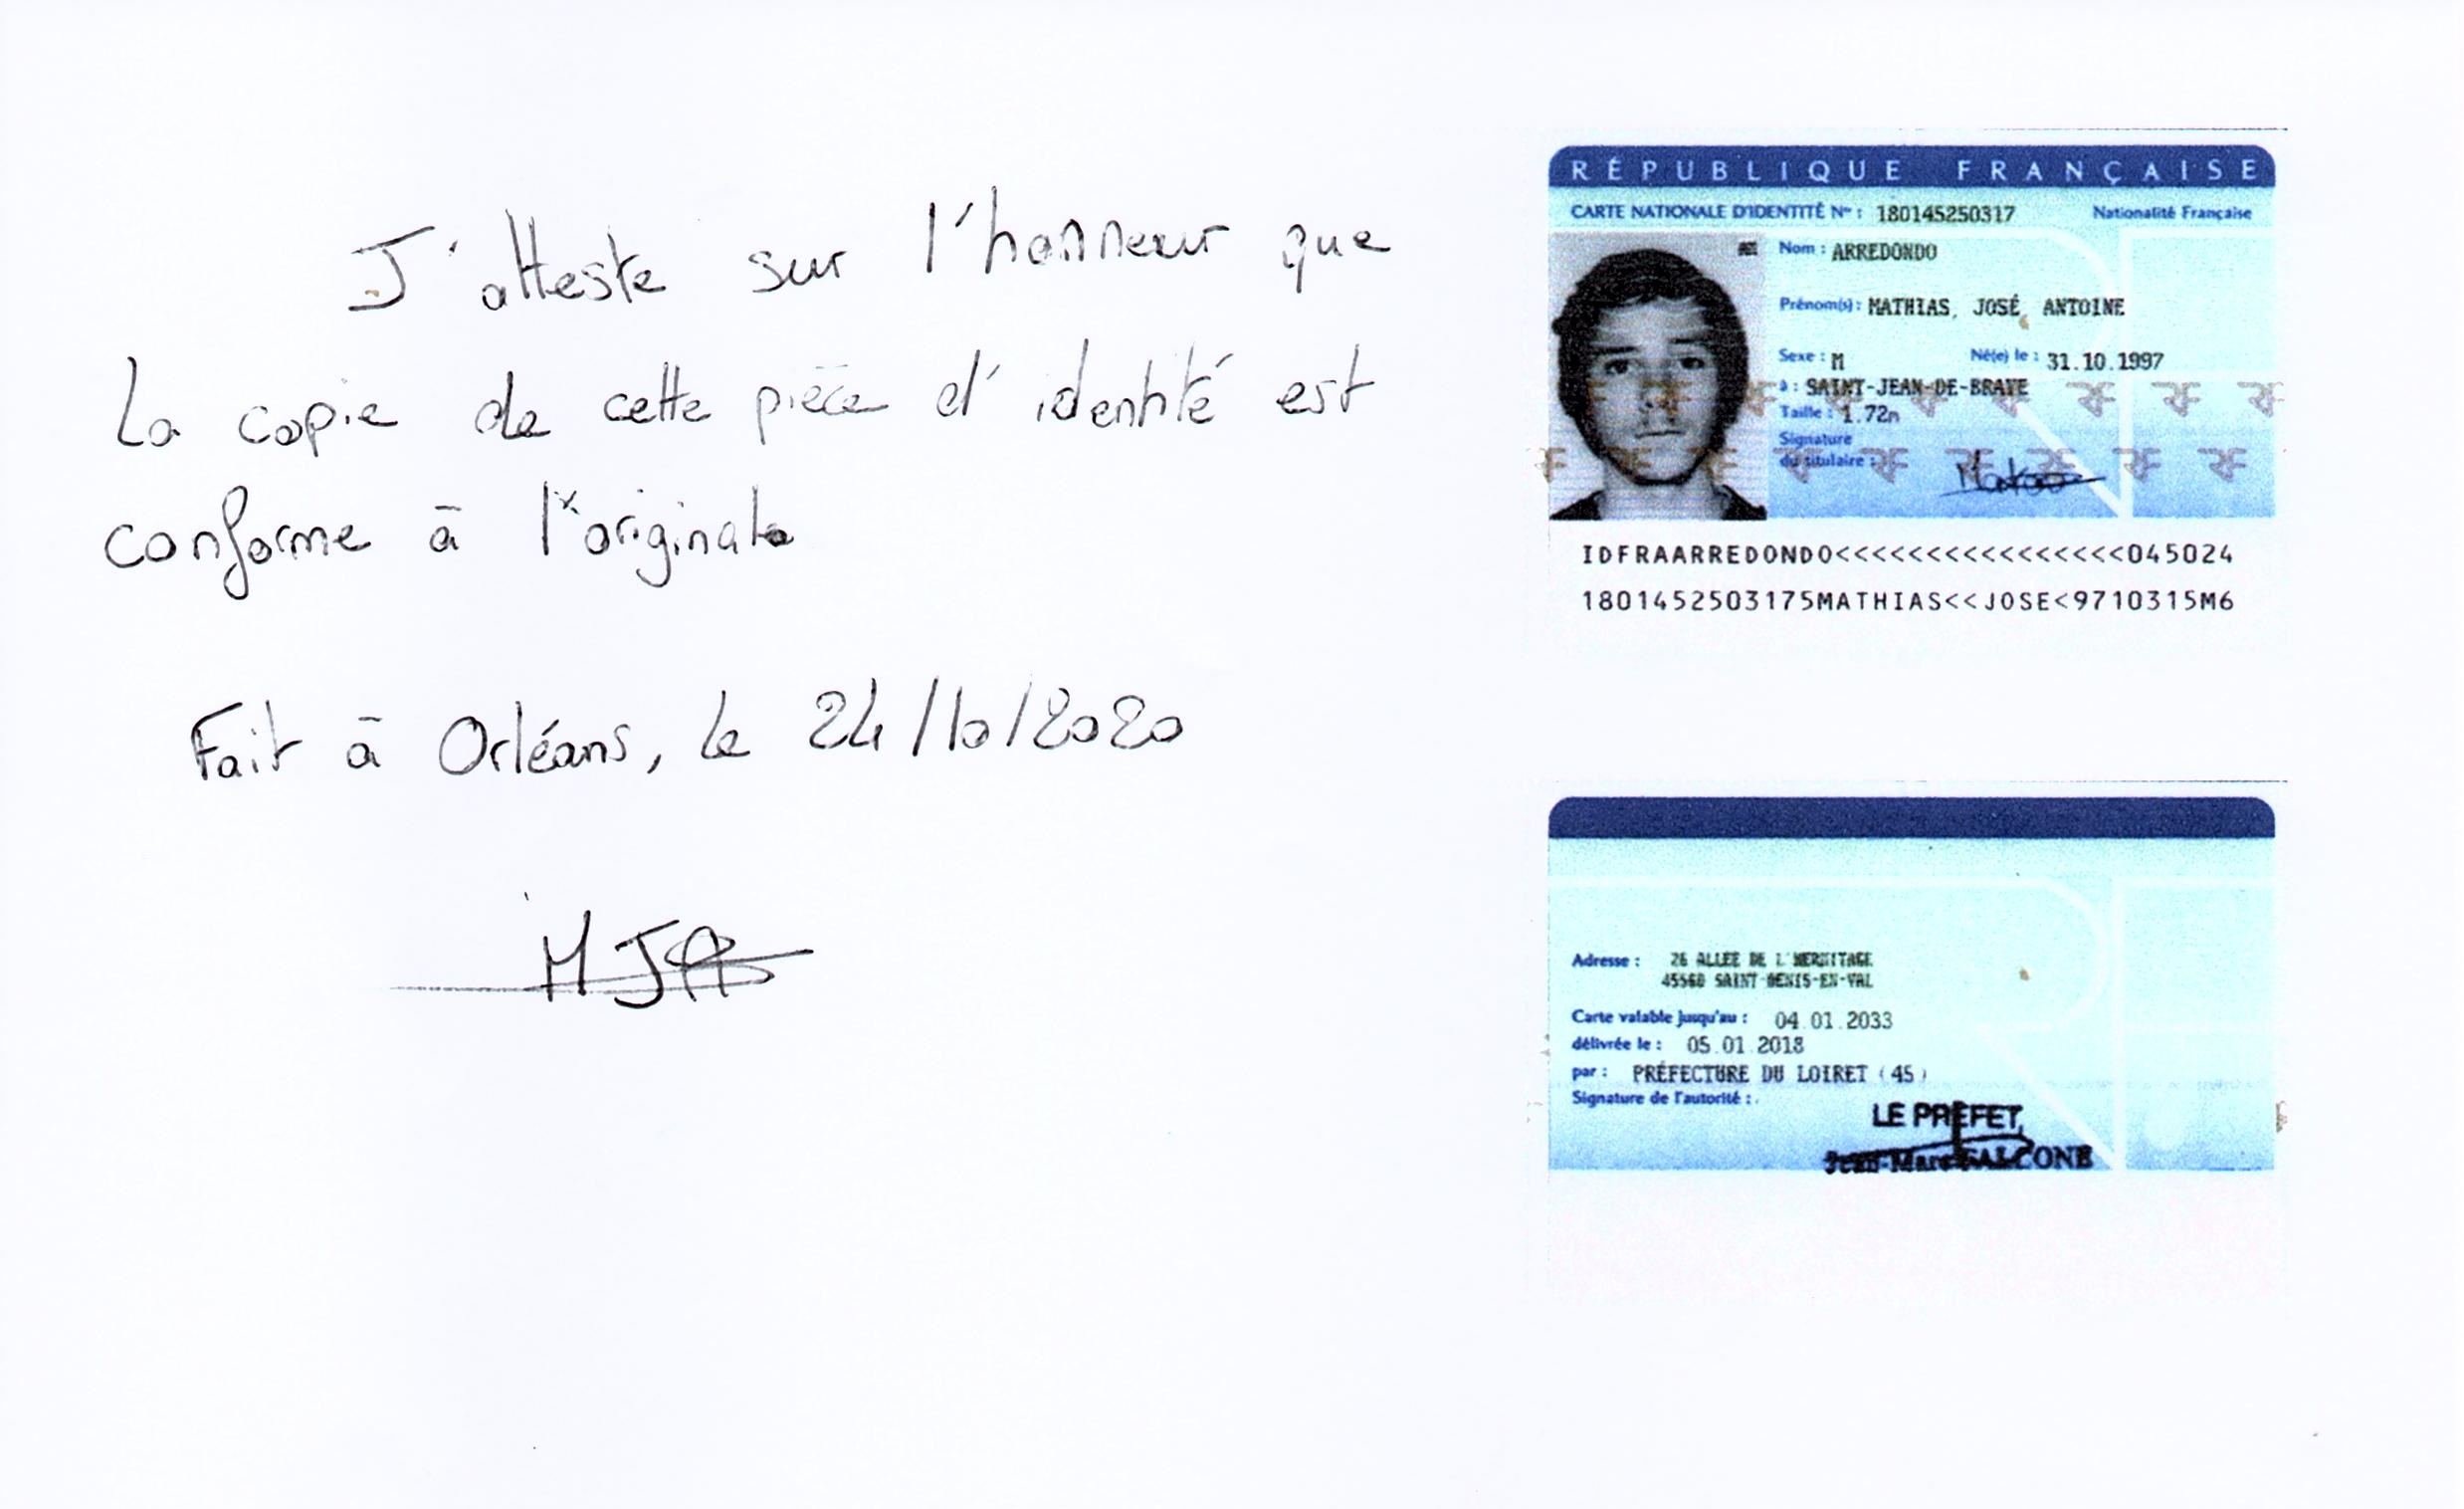 J'atteste sur l'honneur que
La copie de cette pièce d'identité est
conforme à l'originale
Fait à Orléans, le 24/10/2020
MJA
RÉPUBLIQUE FRANÇAISE
CARTE NATIONALE D'IDENTITÉ N° : 180145250317 Nationalité Française
Nom : ARREDONDO
Prénom(s) : MATHIAS, JOSÉ, ANTOINE
Sexe : M Né(e) le : 31.10.1997
à : SAINT-JEAN-DE-BRAYE
Taille : 1.72m
Signature
du titulaire :
IDFRAARREDONDO<<<<<<<<<<<<<<<<045024
1801452503175MATHIAS<<JOSE<9710315M6
Adresse : 26 ALLEE DE L'HERMITAGE
45560 SAINT-DENIS-EN-VAL
Carte valable jusqu'au : 04.01.2033
délivrée le : 05.01.2018
par : PRÉFECTURE DU LOIRET (45)
Signature de l'autorité :
LE PREFET,
Jean-Marc FALCONE